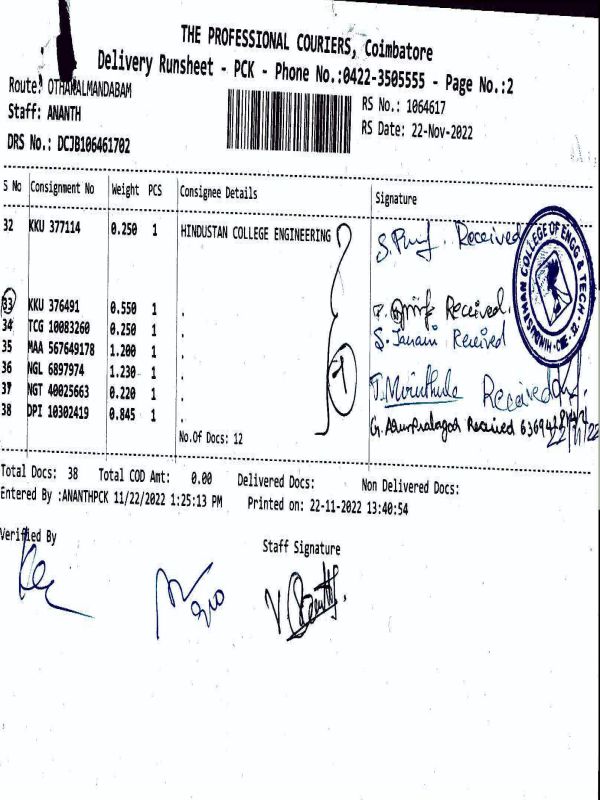 THE PROFESSIONAL COURIERS, Coimbatore
Delivery Runsheet - PCK - Phone No.:0422-3505555 - Page No.:2
Route: OTHAKALMANDABAM
RS No.: 1064617
Staff: ANANTH
RS Date: 22-Nov-2022
DRS No.: DCJB106461702
S No Consignment No Weight PCS Consignee Details Signature
32 KKU 377114 0.250 1 HINDUSTAN COLLEGE ENGINEERING Received
33 KKU 376491 0.550 1 . Received.
34 TCG 10083260 0.250 1 . S. Janani Received
35 MAA 567649178 1.200 1 .
36 NGL 6897974 1.230 1 . Received
37 NGT 40025663 0.220 1 .
38 DPI 10302419 0.845 1 . Received
No.Of Docs: 12
Total Docs: 38 Total COD Amt: 0.00 Delivered Docs: Non Delivered Docs:
Entered By :ANANTHPCK 11/22/2022 1:25:13 PM Printed on: 22-11-2022 13:40:54
Verified By
Staff Signature
COLLEGE OF ENGG & TECH